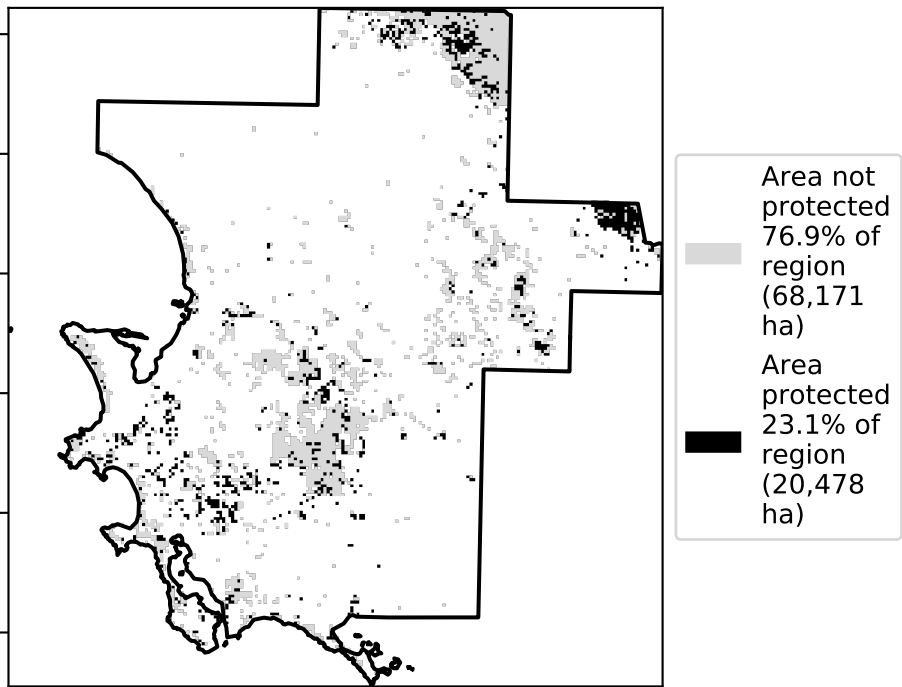 Area not
protected
76.9% of
region
(68,171
ha)
Area
protected
23.1% of
region
(20,478
ha)